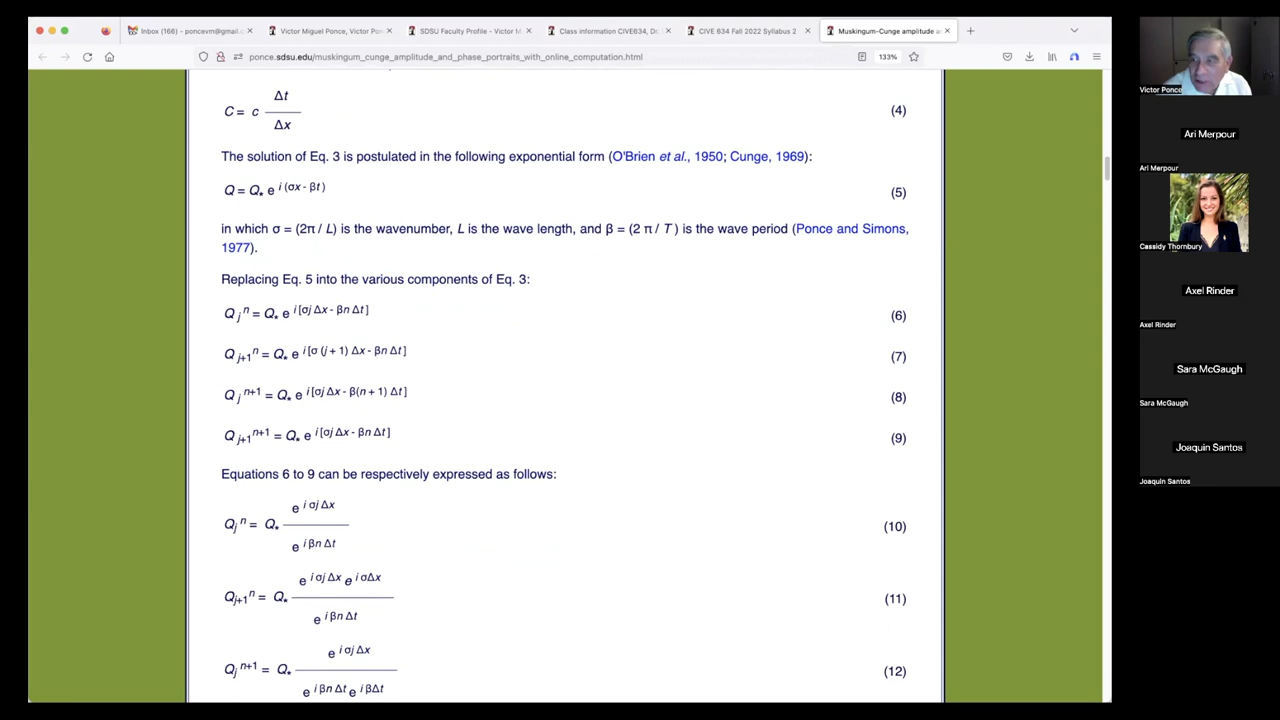 Inbox (166) - poncevm@gmail.c
Victor Miguel Ponce, Victor Pon
SDSU Faculty Profile - Victor M
Class information CIVE634, Do
CIVE 634 Fall 2022 Syllabus 2
Muskingum-Cunge amplitude a
ponce.sdsu.edu/muskingum_cunge_amplitude_and_phase_portraits_with_online_computation.html
133%
C = c Δt / Δx (4)
The solution of Eq. 3 is postulated in the following exponential form (O'Brien et al., 1950; Cunge, 1969):
Q = Q* e i (σx - βt) (5)
in which σ = (2π / L) is the wavenumber, L is the wave length, and β = (2 π / T ) is the wave period (Ponce and Simons,
1977).
Replacing Eq. 5 into the various components of Eq. 3:
Q j n = Q* e i [σj Δx - βn Δt] (6)
Q j+1 n = Q* e i [σ (j + 1) Δx - βn Δt] (7)
Q j n+1 = Q* e i [σj Δx - β(n + 1) Δt] (8)
Q j+1 n+1 = Q* e i [σj Δx - βn Δt] (9)
Equations 6 to 9 can be respectively expressed as follows:
Qj n = Q* e i σj Δx / e i βn Δt (10)
Qj+1 n = Q* e i σj Δx e i σΔx / e i βn Δt (11)
Qj n+1 = Q* e i σj Δx / e i βn Δt e i βΔt (12)
Victor Ponce
Ari Merpour
Ari Merpour
Cassidy Thornbury
Axel Rinder
Axel Rinder
Sara McGaugh
Sara McGaugh
Joaquin Santos
Joaquin Santos